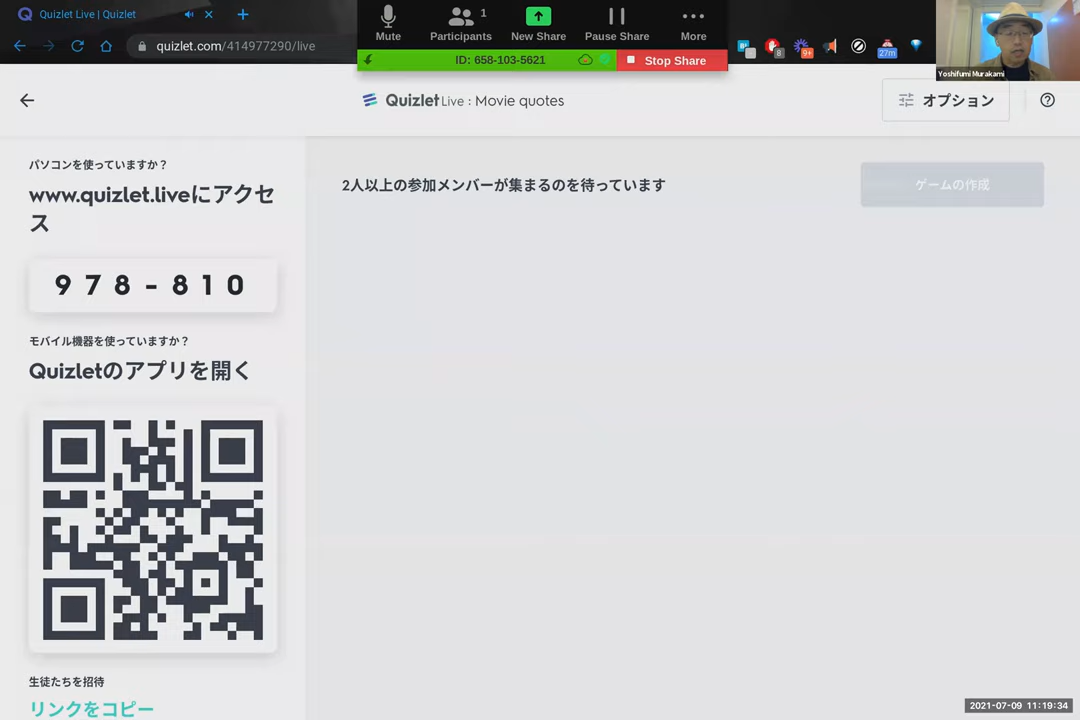 Quizlet Live | Quizlet
quizlet.com/414977290/live
Mute
Participants
1
New Share
Pause Share
More
ID: 658-103-5621
Stop Share
8
9+
27m
Yoshifumi Murakami
Quizlet Live : Movie quotes
オプション
パソコンを使っていますか？
www.quizlet.liveにアクセ
ス
978-810
モバイル機器を使っていますか？
Quizletのアプリを開く
生徒たちを招待
リンクをコピー
2人以上の参加メンバーが集まるのを待っています
ゲームの作成
2021-07-09 11:19:34